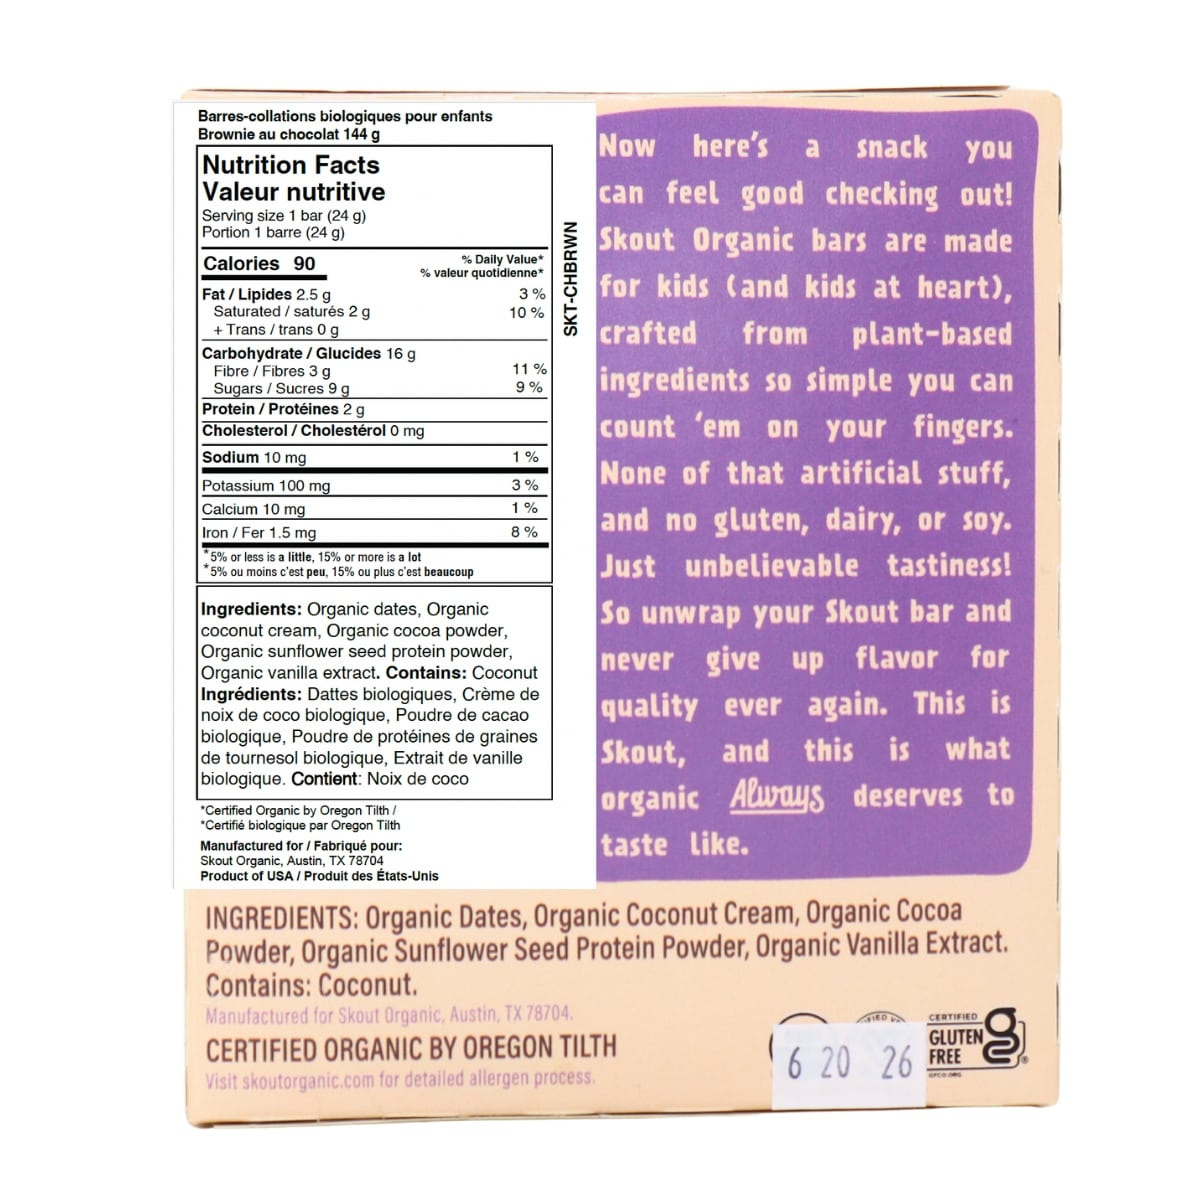 Barres-collations biologiques pour enfants
Brownie au chocolat 144 g
Nutrition Facts
Valeur nutritive
Serving size 1 bar (24 g)
Portion 1 barre (24 g)
Calories 90
% Daily Value*
% valeur quotidienne*
Fat / Lipides 2.5 g 3 %
Saturated / saturés 2 g 10 %
+ Trans / trans 0 g
Carbohydrate / Glucides 16 g
Fibre / Fibres 3 g 11 %
Sugars / Sucres 9 g 9 %
Protein / Protéines 2 g
Cholesterol / Cholestérol 0 mg
Sodium 10 mg 1 %
Potassium 100 mg 3 %
Calcium 10 mg 1 %
Iron / Fer 1.5 mg 8 %
*5% or less is a little, 15% or more is a lot
*5% ou moins c'est peu, 15% ou plus c'est beaucoup
Ingredients: Organic dates, Organic
coconut cream, Organic cocoa powder,
Organic sunflower seed protein powder,
Organic vanilla extract. Contains: Coconut
Ingrédients: Dattes biologiques, Crème de
noix de coco biologique, Poudre de cacao
biologique, Poudre de protéines de graines
de tournesol biologique, Extrait de vanille
biologique. Contient: Noix de coco
*Certified Organic by Oregon Tilth /
*Certifié biologique par Oregon Tilth
Manufactured for / Fabriqué pour:
Skout Organic, Austin, TX 78704
Product of USA / Produit des États-Unis
SKT-CHBRWN
Now here's a snack you
can feel good checking out!
Skout Organic bars are made
for kids (and kids at heart),
crafted from plant-based
ingredients so simple you can
count 'em on your fingers.
None of that artificial stuff,
and no gluten, dairy, or soy.
Just unbelievable tastiness!
So unwrap your Skout bar and
never give up flavor for
quality ever again. This is
Skout, and this is what
organic Always deserves to
taste like.
INGREDIENTS: Organic Dates, Organic Coconut Cream, Organic Cocoa
Powder, Organic Sunflower Seed Protein Powder, Organic Vanilla Extract.
Contains: Coconut.
Manufactured for Skout Organic, Austin, TX 78704.
CERTIFIED ORGANIC BY OREGON TILTH
Visit skoutorganic.com for detailed allergen process.
6 20 26
CERTIFIED
GLUTEN
FREE
GFCO.ORG